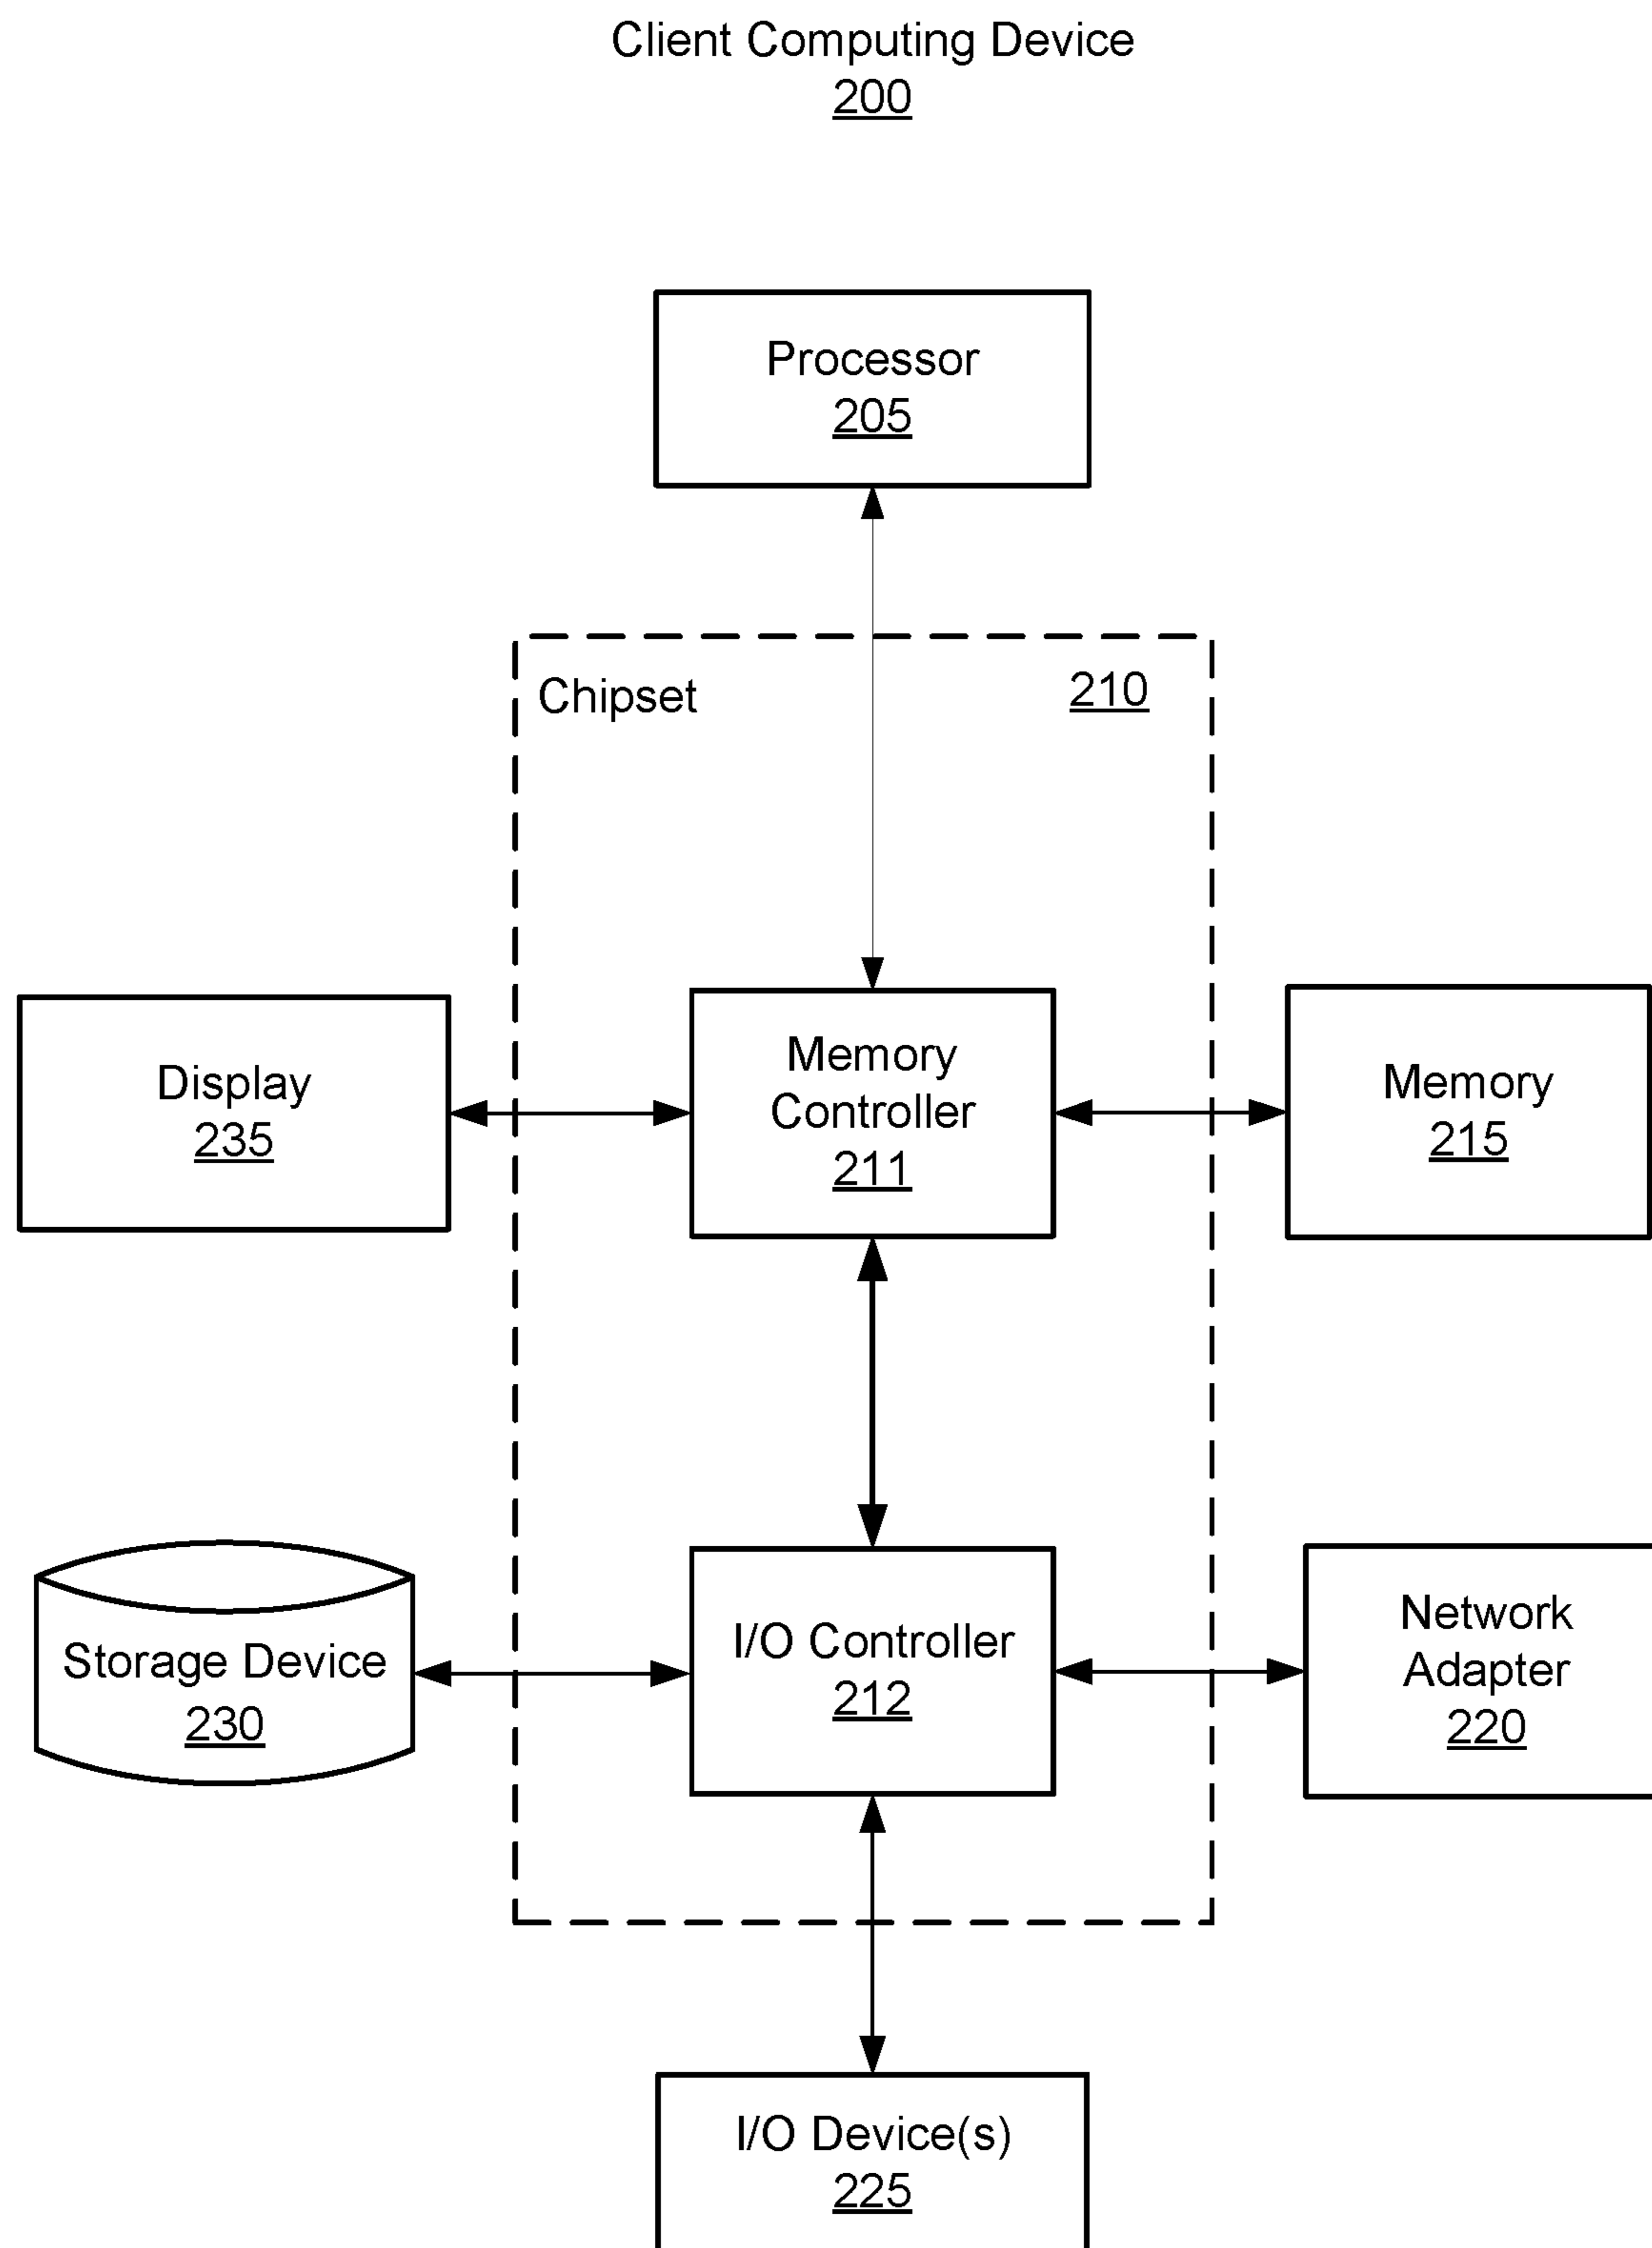 Client Computing Device
200
Processor
205
Chipset
210
Display
235
Memory
Controller
211
Memory
215
Storage Device
230
I/O Controller
212
Network
Adapter
220
I/O Device(s)
225